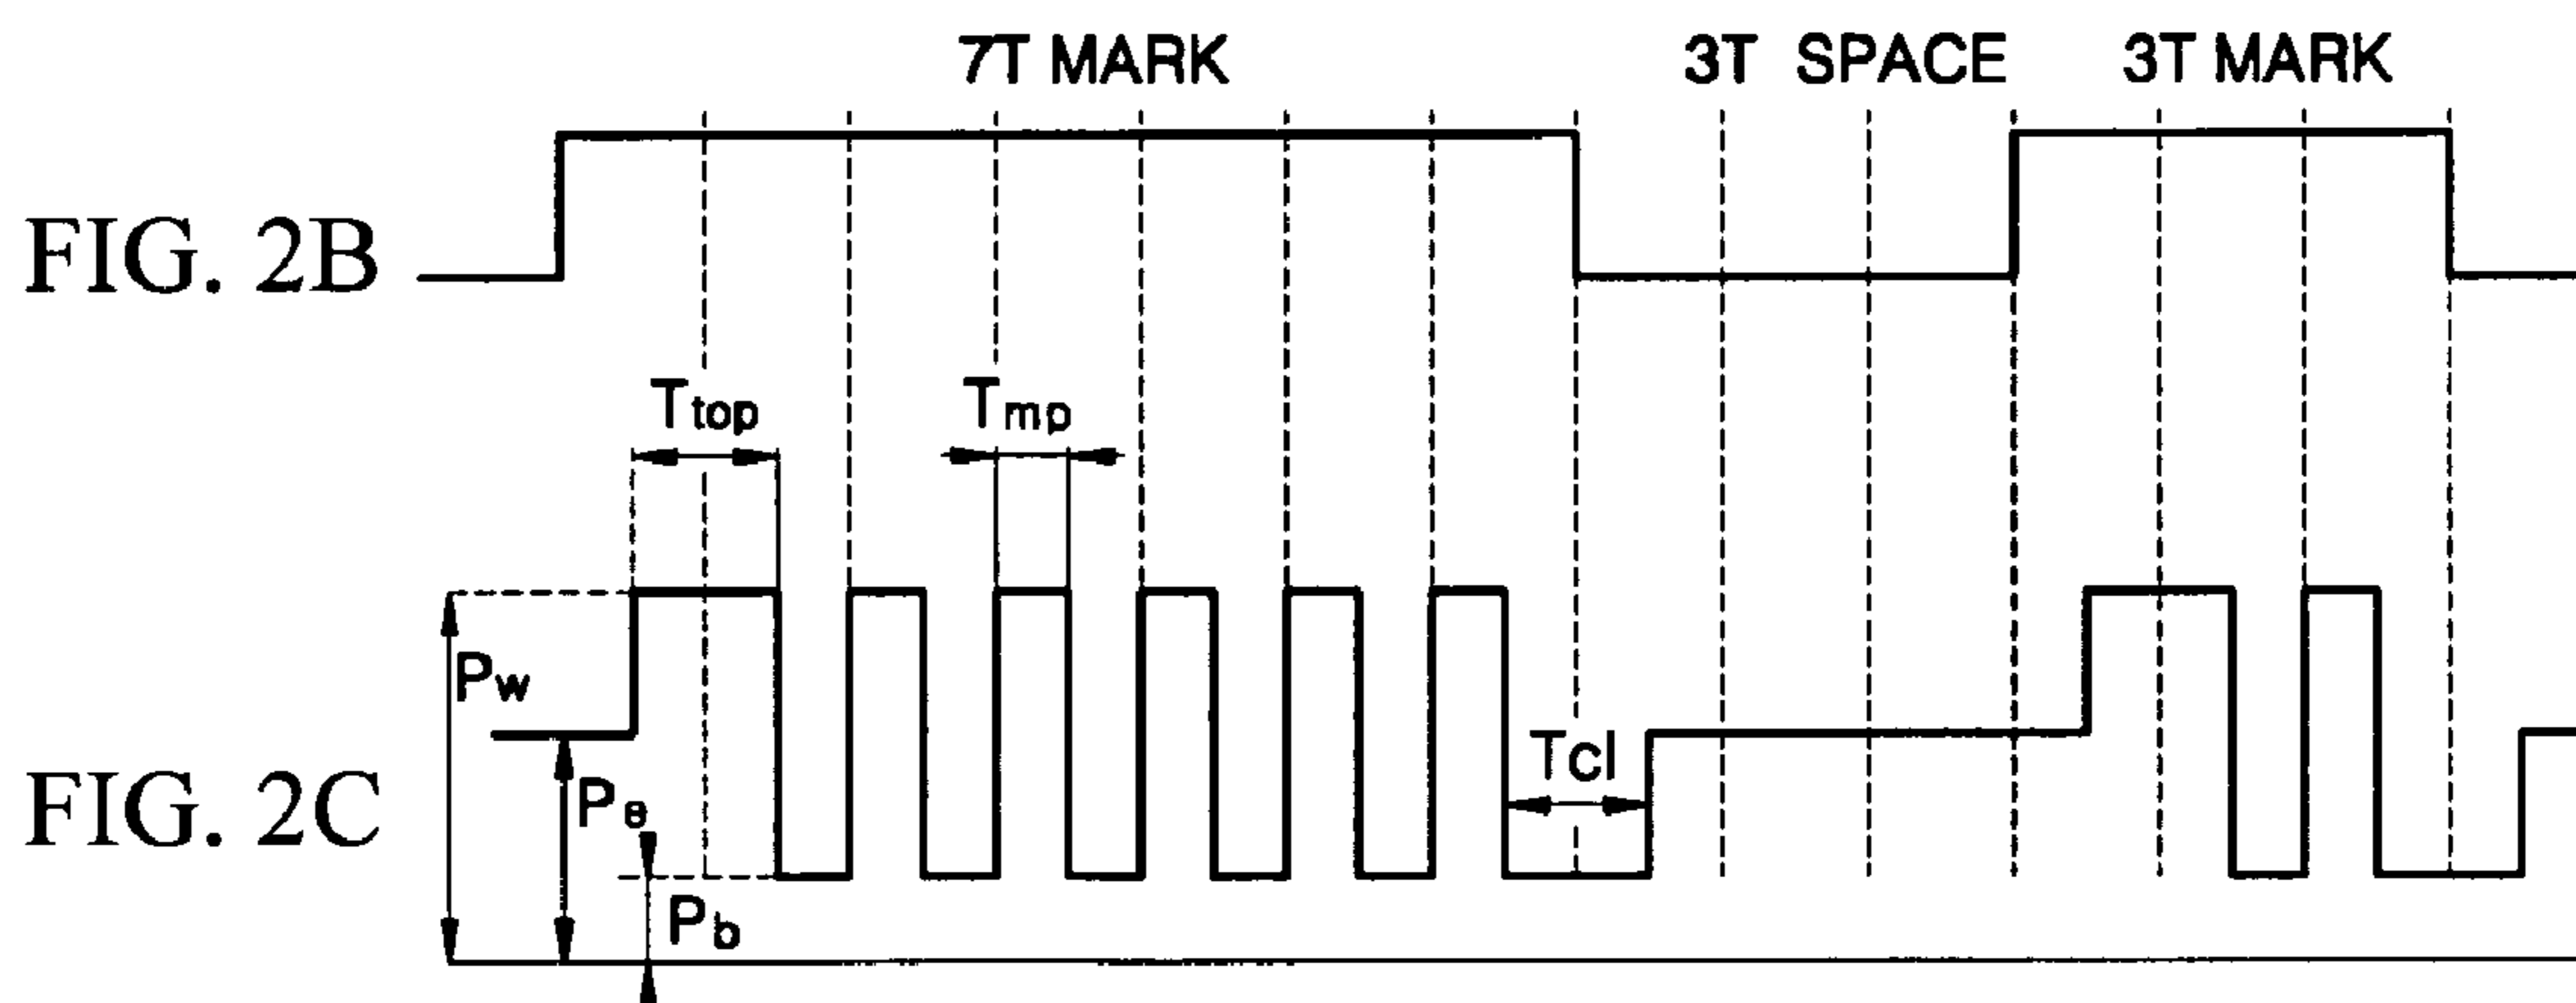 7T MARK
3T SPACE
3T MARK
FIG. 2B
Ttop
Tmp
Pw
FIG. 2C
Pe
Tcl
Pb